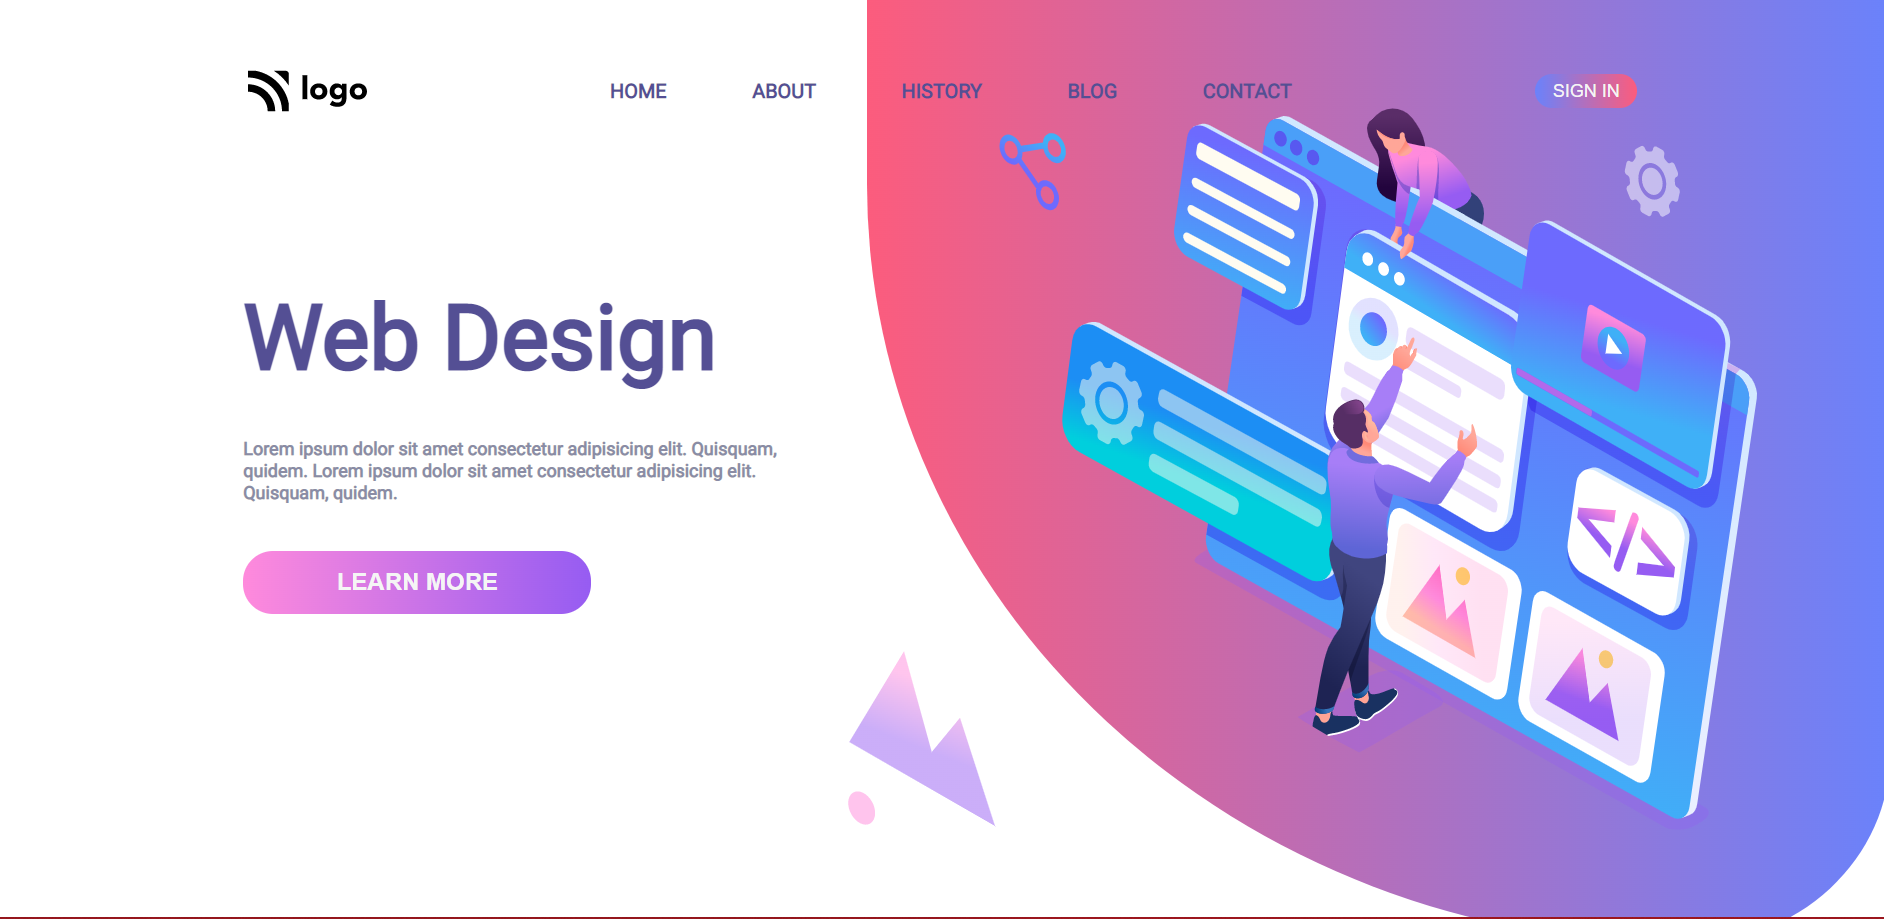 logo
HOME ABOUT HISTORY BLOG CONTACT
SIGN IN
Web Design
Lorem ipsum dolor sit amet consectetur adipisicing elit. Quisquam,
quidem. Lorem ipsum dolor sit amet consectetur adipisicing elit.
Quisquam, quidem.
LEARN MORE
</>